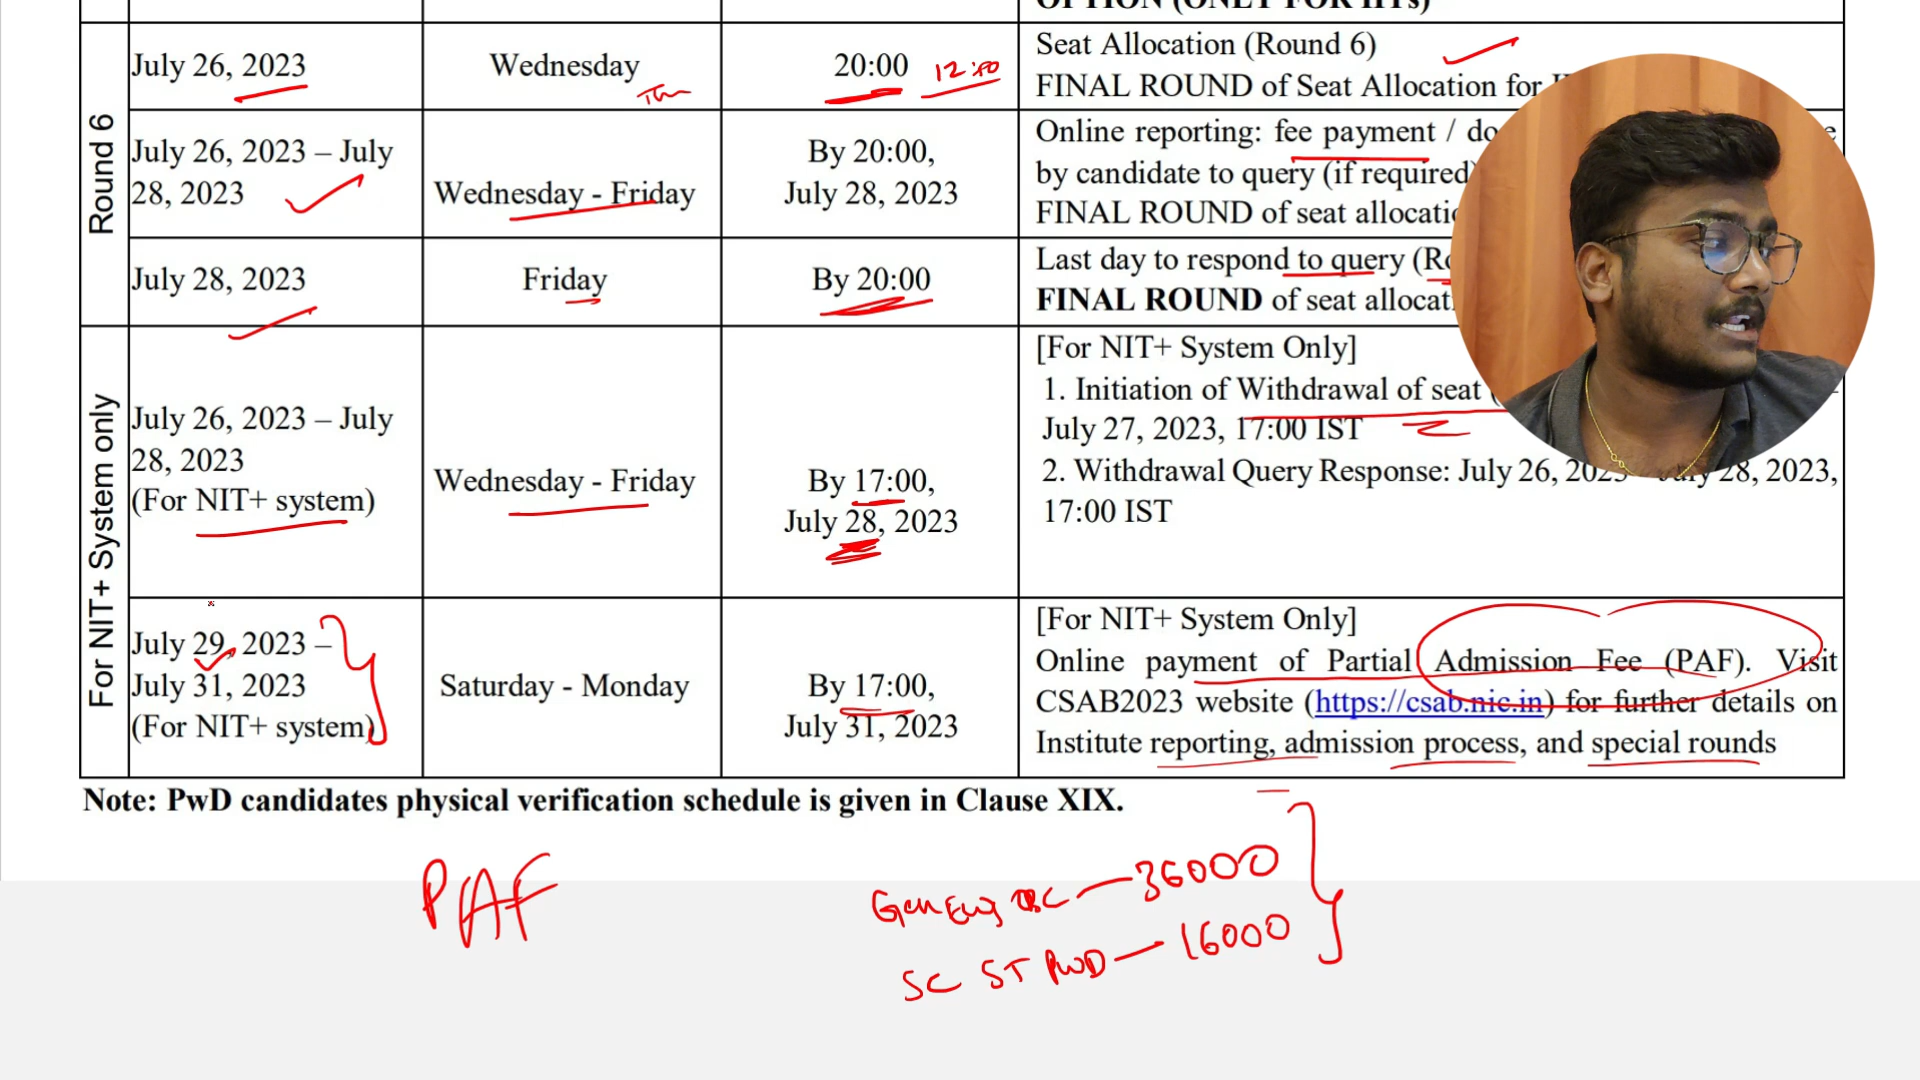 OPTION (ONLY FOR IITs)
Round 6
July 26, 2023
Wednesday
20:00
12:00
Seat Allocation (Round 6)
FINAL ROUND of Seat Allocation for
July 26, 2023 – July
28, 2023
Wednesday - Friday
By 20:00,
July 28, 2023
Online reporting: fee payment / do
e
by candidate to query (if required)
FINAL ROUND of seat allocati
July 28, 2023
Friday
By 20:00
Last day to respond to query (Ro
FINAL ROUND of seat allocat
For NIT+ System only
July 26, 2023 – July
28, 2023
(For NIT+ system)
Wednesday - Friday
By 17:00,
July 28, 2023
[For NIT+ System Only]
1. Initiation of Withdrawal of seat
July 27, 2023, 17:00 IST
2. Withdrawal Query Response: July 26, 2023 – July 28, 2023,
17:00 IST
July 29, 2023 –
July 31, 2023
(For NIT+ system)
Saturday - Monday
By 17:00,
July 31, 2023
[For NIT+ System Only]
Online payment of Partial Admission Fee (PAF). Visit
CSAB2023 website (https://csab.nic.in) for further details on
Institute reporting, admission process, and special rounds
Note: PwD candidates physical verification schedule is given in Clause XIX.
PAF
Gen Ews OBC — 36000
SC ST PWD — 16000